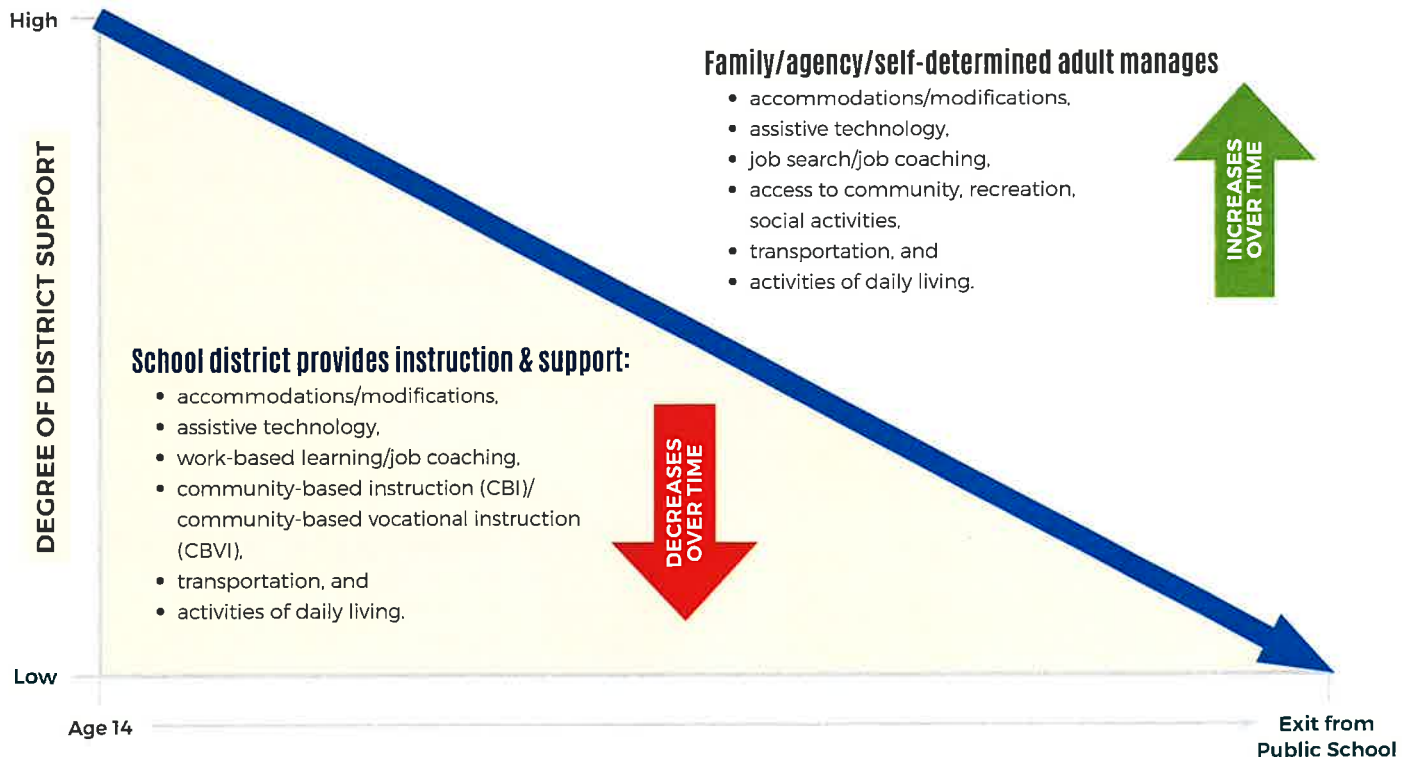 High
DEGREE OF DISTRICT SUPPORT
Family/agency/self-determined adult manages
• accommodations/modifications,
• assistive technology,
• job search/job coaching,
• access to community, recreation,
social activities,
• transportation, and
• activities of daily living.
INCREASES
OVER TIME
School district provides instruction & support:
• accommodations/modifications,
• assistive technology,
• work-based learning/job coaching,
• community-based instruction (CBI)/
community-based vocational instruction
(CBVI),
• transportation, and
• activities of daily living.
DECREASES
OVER TIME
Low
Age 14
Exit from
Public School